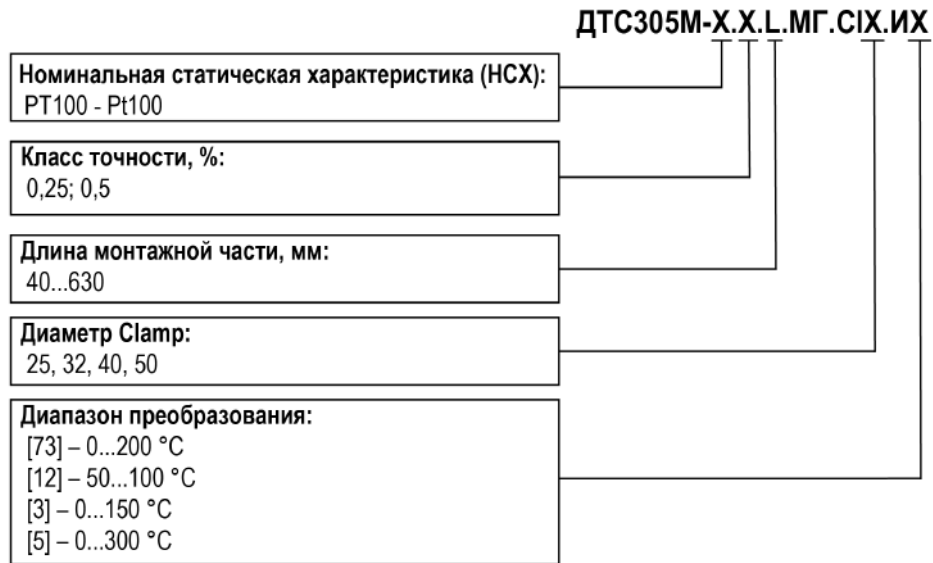 ДТС305М-Х.Х.L.МГ.ClХ.ИХ
Номинальная статическая характеристика (НСХ):
PT100 - Pt100
Класс точности, %:
0,25; 0,5
Длина монтажной части, мм:
40...630
Диаметр Clamp:
25, 32, 40, 50
Диапазон преобразования:
[73] – 0...200 °C
[12] – 50...100 °C
[3] – 0...150 °C
[5] – 0...300 °C